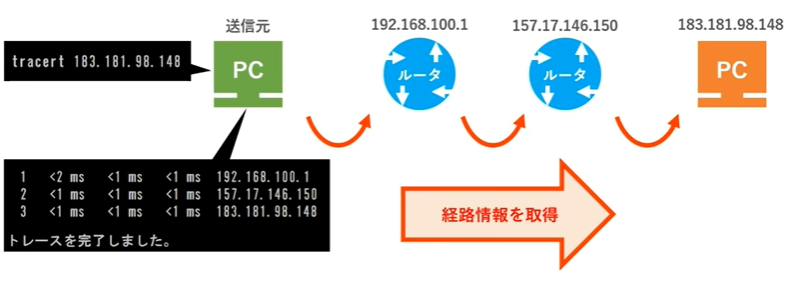 送信元
192.168.100.1
157.17.146.150
183.181.98.148
tracert 183.181.98.148
PC
ルータ
ルータ
PC
1 <2 ms <1 ms <1 ms 192.168.100.1
2 <1 ms <1 ms <1 ms 157.17.146.150
3 <1 ms <1 ms <1 ms 183.181.98.148
トレースを完了しました。
経路情報を取得